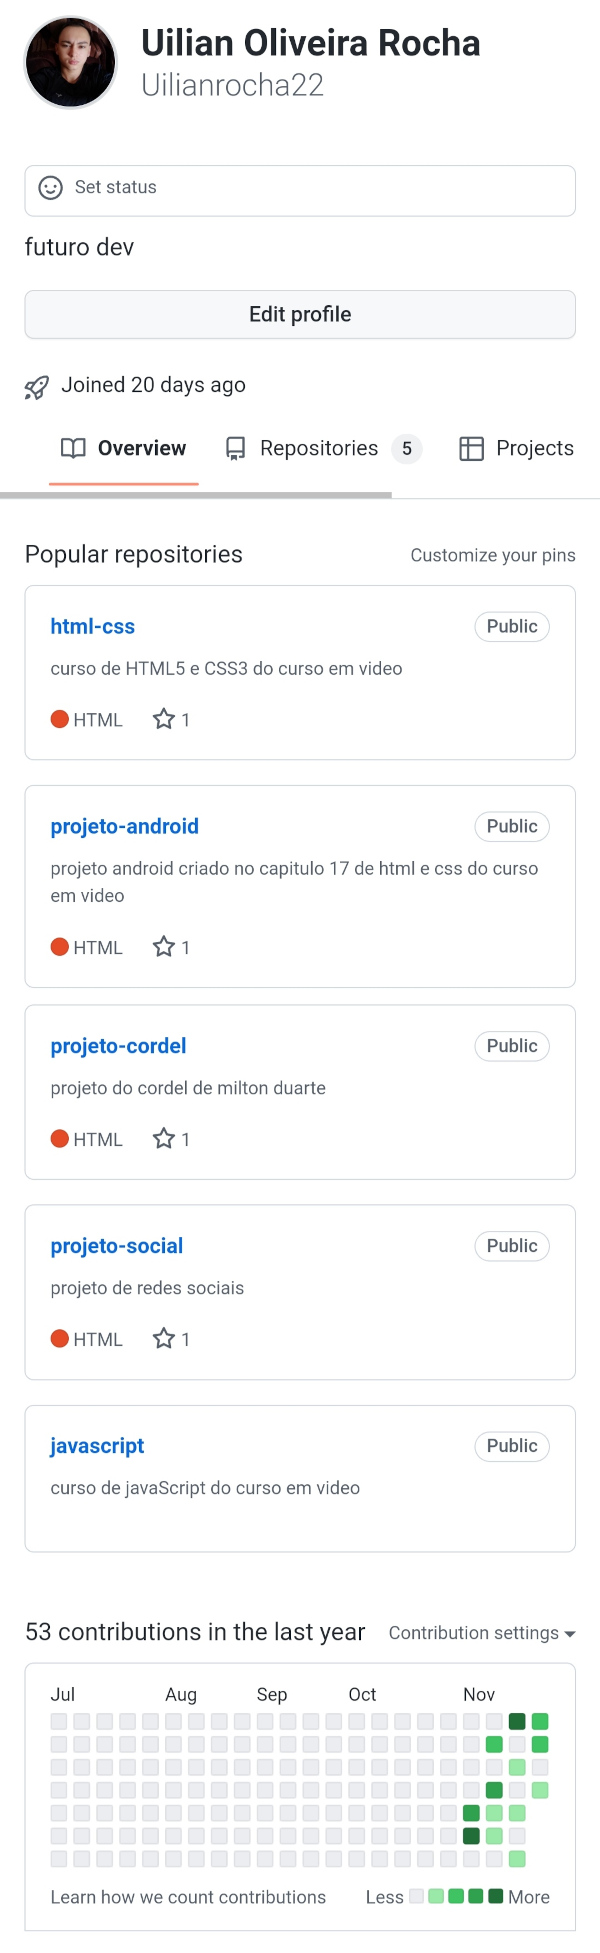 Uilian Oliveira Rocha
Uilianrocha22
Set status
futuro dev
Edit profile
Joined 20 days ago
Overview Repositories 5 Projects
Popular repositories Customize your pins
html-css Public
curso de HTML5 e CSS3 do curso em video
HTML 1
projeto-android Public
projeto android criado no capitulo 17 de html e css do curso
em video
HTML 1
projeto-cordel Public
projeto do cordel de milton duarte
HTML 1
projeto-social Public
projeto de redes sociais
HTML 1
javascript Public
curso de javaScript do curso em video
53 contributions in the last year Contribution settings
Jul Aug Sep Oct Nov
Learn how we count contributions Less More